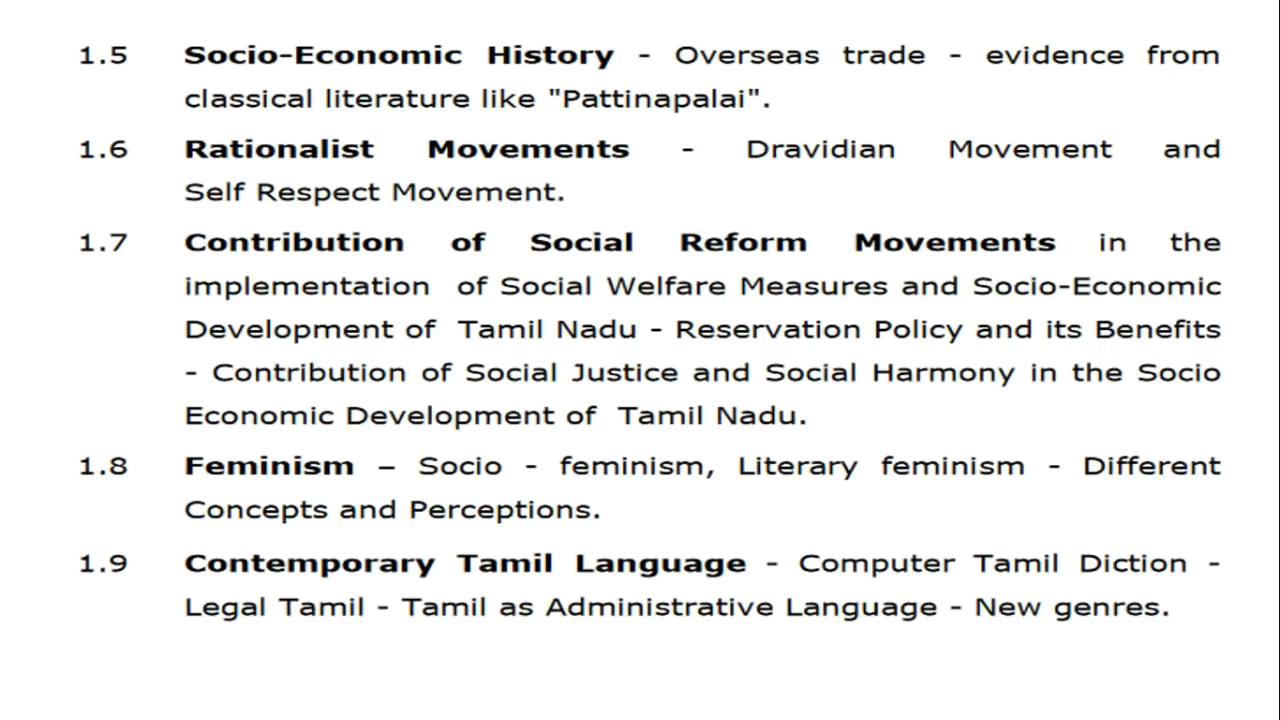 1.5 Socio-Economic History - Overseas trade - evidence from
classical literature like "Pattinapalai".
1.6 Rationalist Movements - Dravidian Movement and
Self Respect Movement.
1.7 Contribution of Social Reform Movements in the
implementation of Social Welfare Measures and Socio-Economic
Development of Tamil Nadu - Reservation Policy and its Benefits
- Contribution of Social Justice and Social Harmony in the Socio
Economic Development of Tamil Nadu.
1.8 Feminism – Socio - feminism, Literary feminism - Different
Concepts and Perceptions.
1.9 Contemporary Tamil Language - Computer Tamil Diction -
Legal Tamil - Tamil as Administrative Language - New genres.